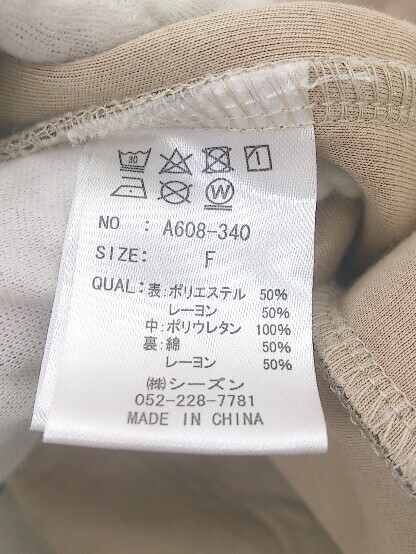 30
W
NO : A608-340
SIZE: F
QUAL: 表:ポリエステル 50%
レーヨン 50%
中:ポリウレタン 100%
裏:綿 50%
レーヨン 50%
㈱シーズン
052-228-7781
MADE IN CHINA